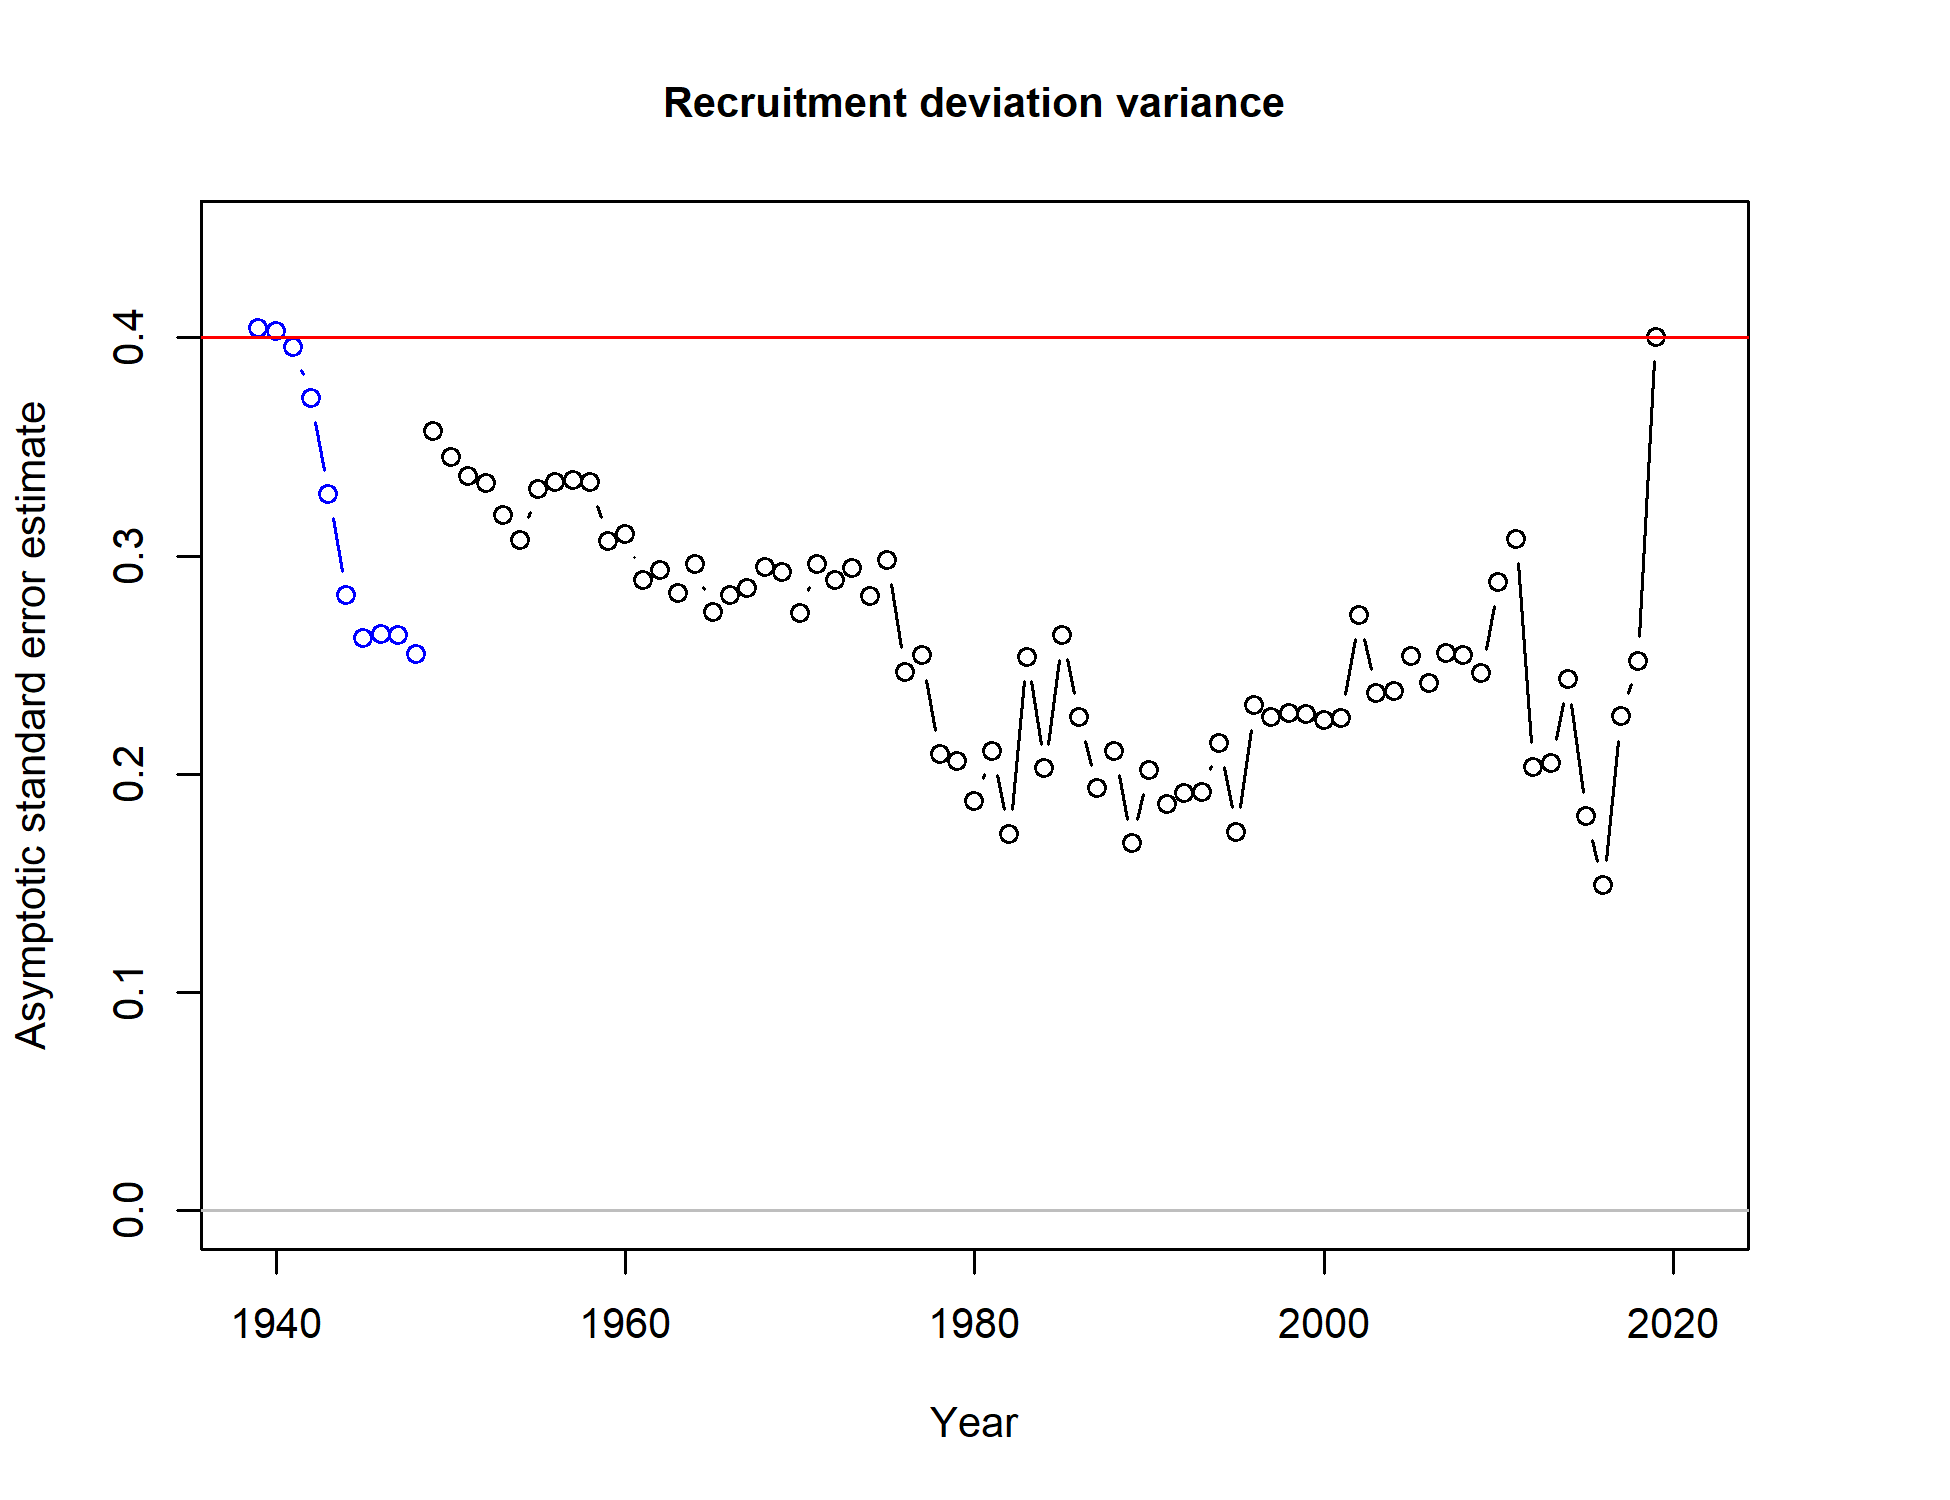 Recruitment deviation variance
Asymptotic standard error estimate
0.4
0.3
0.2
0.1
0.0
1940 1960 1980 2000 2020
Year